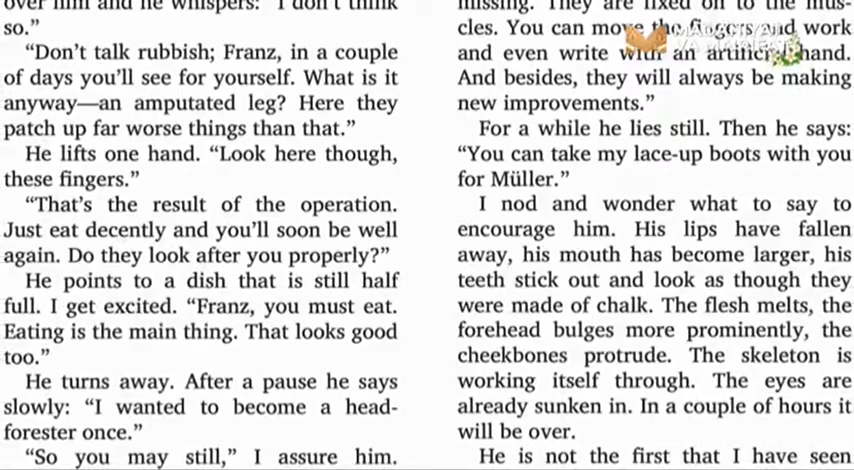 over him and he whispers: "I don't think
so."
"Don't talk rubbish; Franz, in a couple
of days you'll see for yourself. What is it
anyway—an amputated leg? Here they
patch up far worse things than that."
He lifts one hand. "Look here though,
these fingers."
"That's the result of the operation.
Just eat decently and you'll soon be well
again. Do they look after you properly?"
He points to a dish that is still half
full. I get excited. "Franz, you must eat.
Eating is the main thing. That looks good
too."
He turns away. After a pause he says
slowly: "I wanted to become a head-
forester once."
"So you may still," I assure him.
missing. They are fixed on to the mus-
cles. You can move the fingers and work
and even write with an artificial hand.
And besides, they will always be making
new improvements."
For a while he lies still. Then he says:
"You can take my lace-up boots with you
for Müller."
I nod and wonder what to say to
encourage him. His lips have fallen
away, his mouth has become larger, his
teeth stick out and look as though they
were made of chalk. The flesh melts, the
forehead bulges more prominently, the
cheekbones protrude. The skeleton is
working itself through. The eyes are
already sunken in. In a couple of hours it
will be over.
He is not the first that I have seen